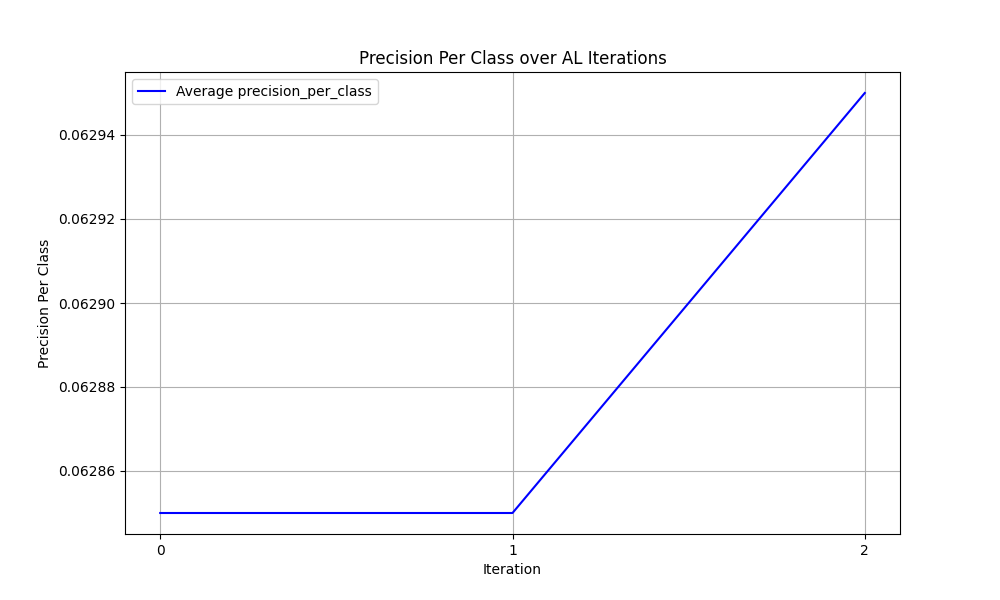 Precision Per Class over AL Iterations
Average precision_per_class
0.06294
0.06292
0.06290
0.06288
0.06286
Precision Per Class
0
1
2
Iteration